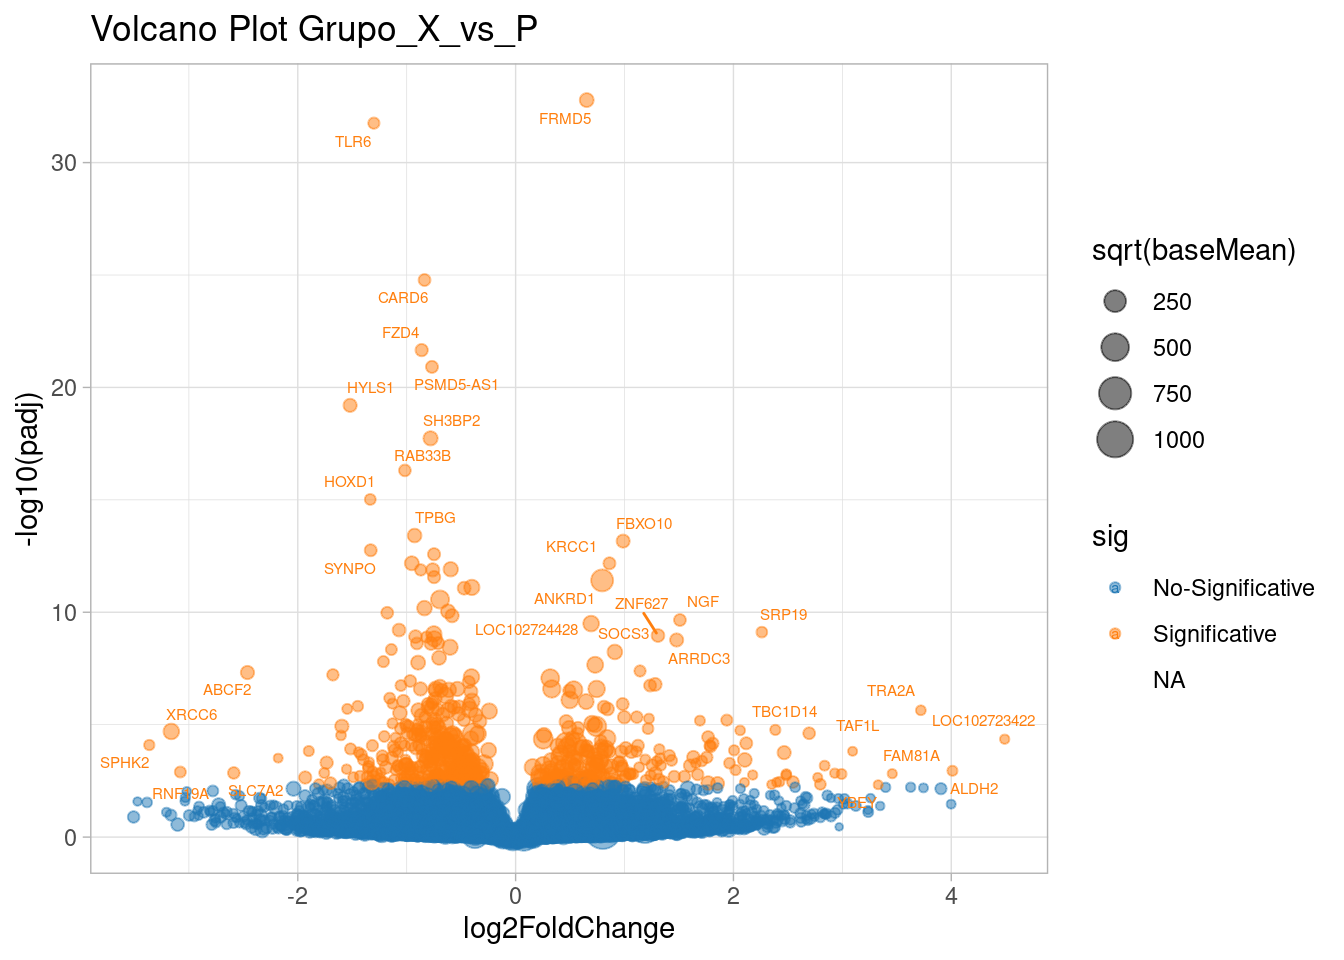 Volcano Plot Grupo_X_vs_P
FRMD5
TLR6
30
sqrt(baseMean)
250
500
750
1000
CARD6
FZD4
PSMD5-AS1
20
HYLS1
SH3BP2
RAB33B
HOXD1
-log10(padj)
TPBG
FBXO10
KRCC1
SYNPO
sig
a No-Significative
a Significative
NA
ANKRD1
ZNF627
NGF
10
SRP19
LOC102724428
SOCS3
ARRDC3
ABCF2
TRA2A
XRCC6
TBC1D14
LOC102723422
TAF1L
SPHK2
FAM81A
SLC7A2
ALDH2
0
-2
0
2
4
log2FoldChange